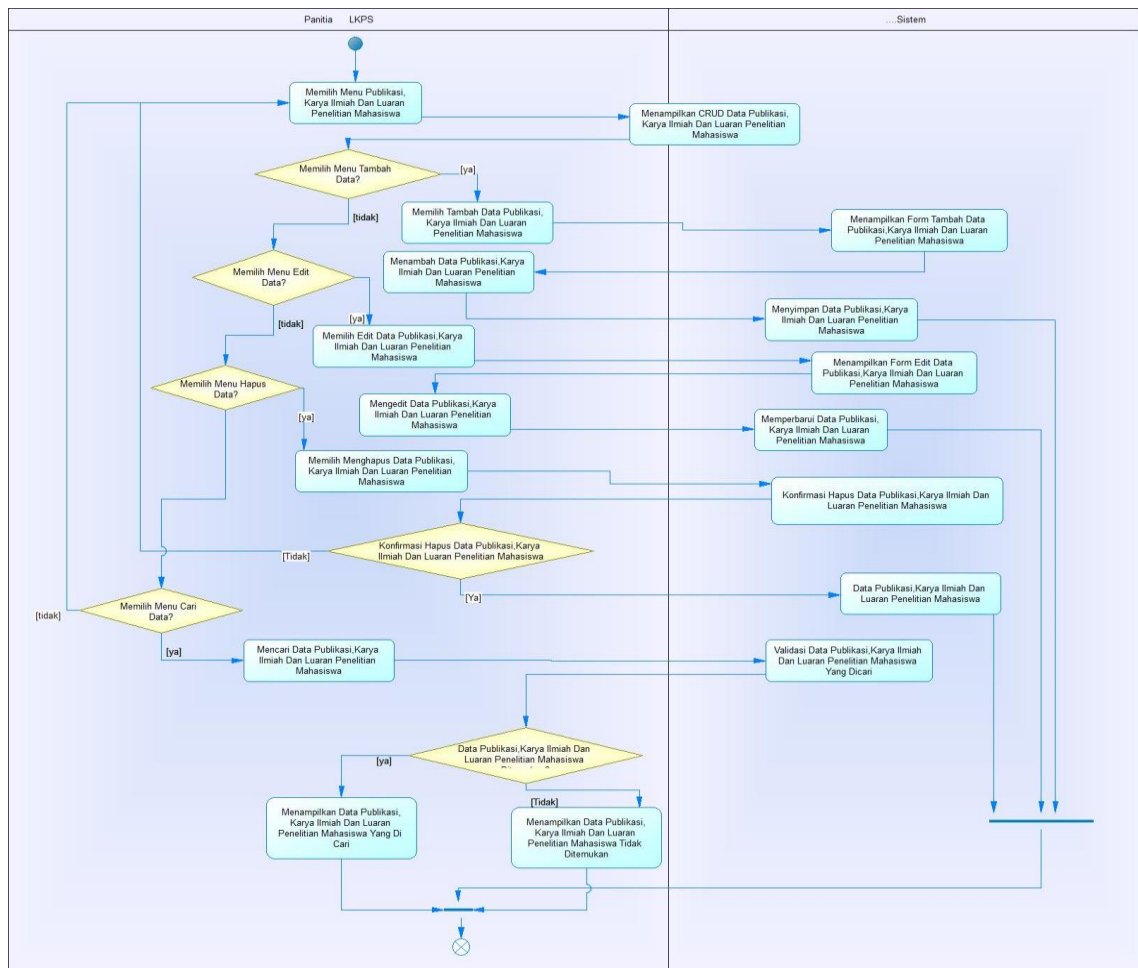 Panitia LKPS
....Sistem
Memilih Menu Publikasi,
Karya Ilmiah Dan Luaran
Penelitian Mahasiswa
Menampilkan CRUD Data Publikasi,
Karya Ilmiah Dan Luaran Penelitian
Mahasiswa
Memilih Menu Tambah
Data?
[ya]
[tidak]
Memilih Tambah Data Publikasi,
Karya Ilmiah Dan Luaran
Penelitian Mahasiswa
Menampilkan Form Tambah Data
Publikasi,Karya Ilmiah Dan Luaran
Penelitian Mahasiswa
Memilih Menu Edit
Data?
Menambah Data Publikasi,Karya
Ilmiah Dan Luaran Penelitian
Mahasiswa
[tidak]
[ya]
Menyimpan Data Publikasi,Karya
Ilmiah Dan Luaran Penelitian
Mahasiswa
Memilih Edit Data Publikasi,Karya
Ilmiah Dan Luaran Penelitian
Mahasiswa
Menampilkan Form Edit Data
Publikasi,Karya Ilmiah Dan Luaran
Penelitian Mahasiswa
Memilih Menu Hapus
Data?
[ya]
Mengedit Data Publikasi,Karya
Ilmiah Dan Luaran Penelitian
Mahasiswa
Memperbarui Data Publikasi,
Karya Ilmiah Dan Luaran
Penelitian Mahasiswa
Memilih Menghapus Data Publikasi,
Karya Ilmiah Dan Luaran Penelitian
Mahasiswa
Konfirmasi Hapus Data Publikasi,Karya Ilmiah Dan
Luaran Penelitian Mahasiswa
Konfirmasi Hapus Data Publikasi,Karya
Ilmiah Dan Luaran Penelitian Mahasiswa
[Tidak]
[Ya]
Data Publikasi,Karya Ilmiah Dan
Luaran Penelitian Mahasiswa
Memilih Menu Cari
Data?
[tidak]
[ya]
Mencari Data Publikasi,Karya
Ilmiah Dan Luaran Penelitian
Mahasiswa
Validasi Data Publikasi,Karya Ilmiah
Dan Luaran Penelitian Mahasiswa
Yang Dicari
Data Publikasi,Karya Ilmiah Dan
Luaran Penelitian Mahasiswa
[ya]
[Tidak]
Menampilkan Data Publikasi,
Karya Ilmiah Dan Luaran
Penelitian Mahasiswa Yang Di
Cari
Menampilkan Data Publikasi,
Karya Ilmiah Dan Luaran
Penelitian Mahasiswa Tidak
Ditemukan